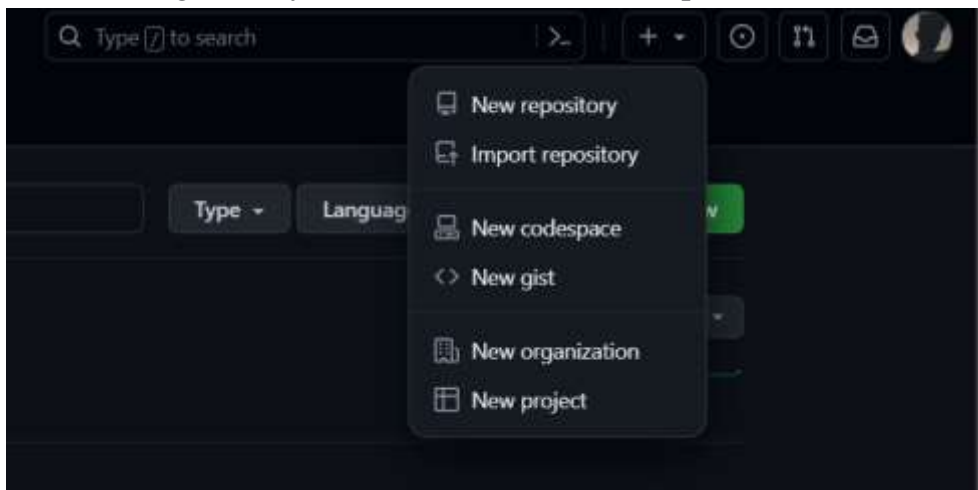 Type / to search
New repository
Import repository
Type
Languag
w
New codespace
New gist
New organization
New project